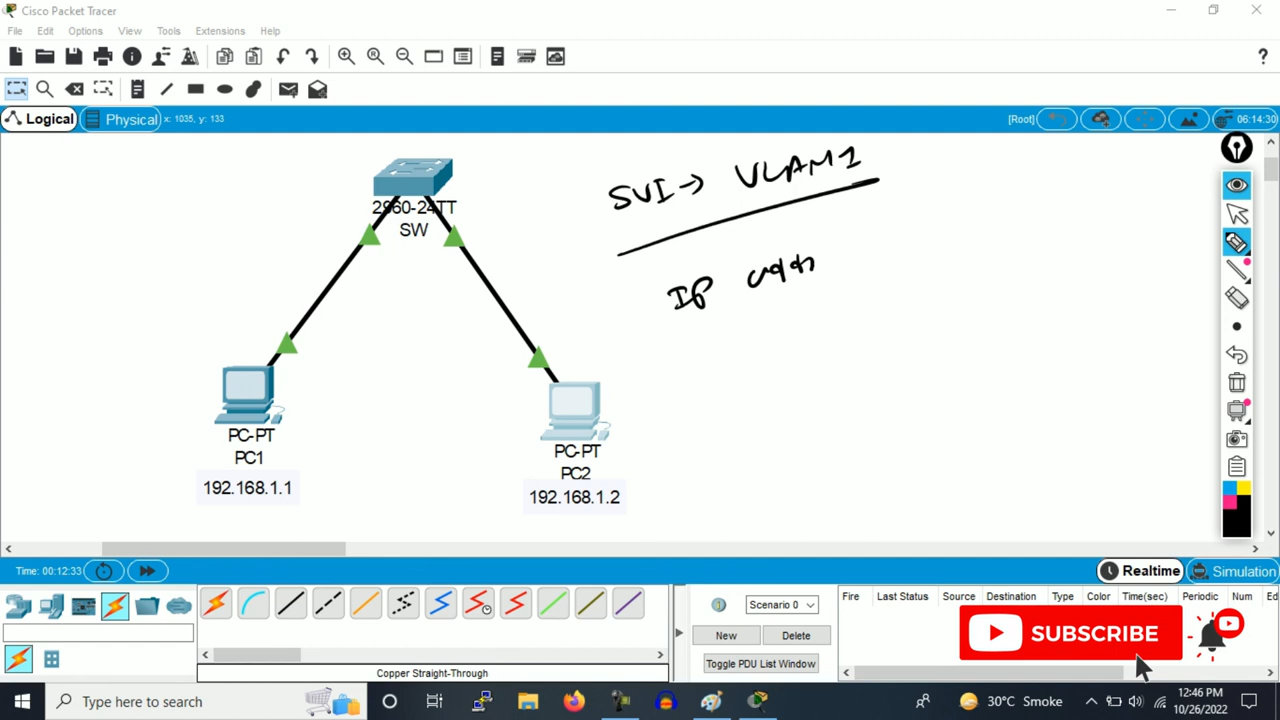 Cisco Packet Tracer
File Edit Options View Tools Extensions Help
Logical Physical x: 1035, y: 133 [Root] 06:14:30
SVI → VLAN1
2960-24TT
SW
IP add
PC-PT
PC1
192.168.1.1
PC-PT
PC2
192.168.1.2
Time: 00:12:33 Realtime Simulation
Scenario 0
Fire Last Status Source Destination Type Color Time(sec) Periodic Num Ed
New Delete
SUBSCRIBE
Toggle PDU List Window
Copper Straight-Through
Type here to search
30°C Smoke
12:46 PM
10/26/2022